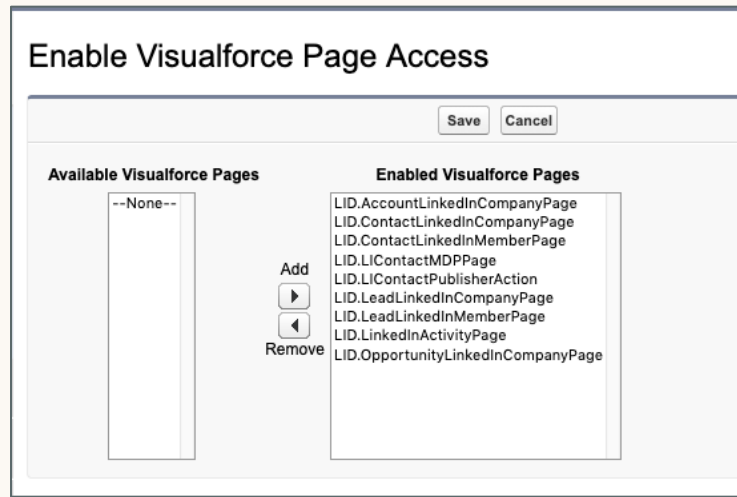 Enable Visualforce Page Access
Save Cancel
Available Visualforce Pages
--None--
Add
Remove
Enabled Visualforce Pages
LID.AccountLinkedInCompanyPage
LID.ContactLinkedInCompanyPage
LID.ContactLinkedInMemberPage
LID.LIContactMDPPage
LID.LIContactPublisherAction
LID.LeadLinkedInCompanyPage
LID.LeadLinkedInMemberPage
LID.LinkedInActivityPage
LID.OpportunityLinkedInCompanyPage